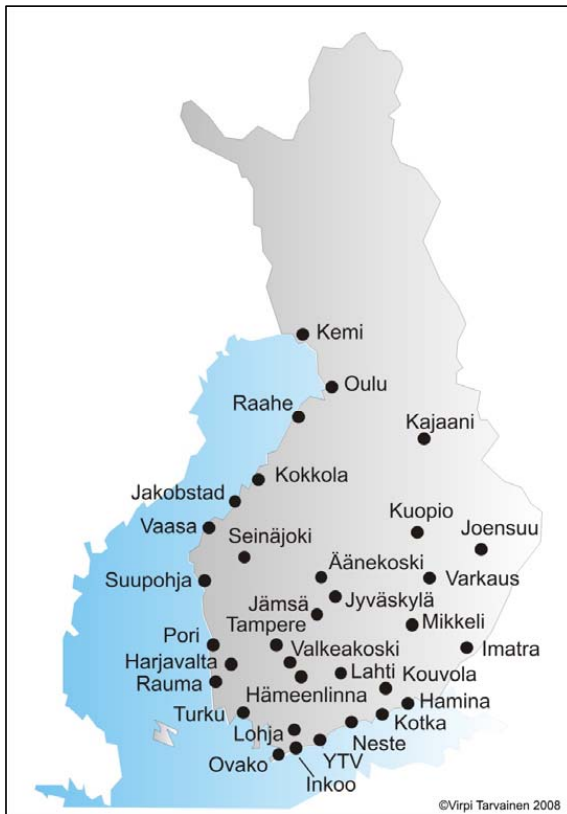 Kemi
Oulu
Raahe
Kajaani
Kokkola
Jakobstad
Vaasa
Kuopio
Seinäjoki
Joensuu
Äänekoski
Suupohja
Varkaus
Jyväskylä
Jämsä
Tampere
Mikkeli
Pori
Valkeakoski
Imatra
Harjavalta
Lahti
Kouvola
Rauma
Hämeenlinna
Hamina
Turku
Kotka
Lohja
Neste
Ovako
YTV
Inkoo
©Virpi Tarvainen 2008